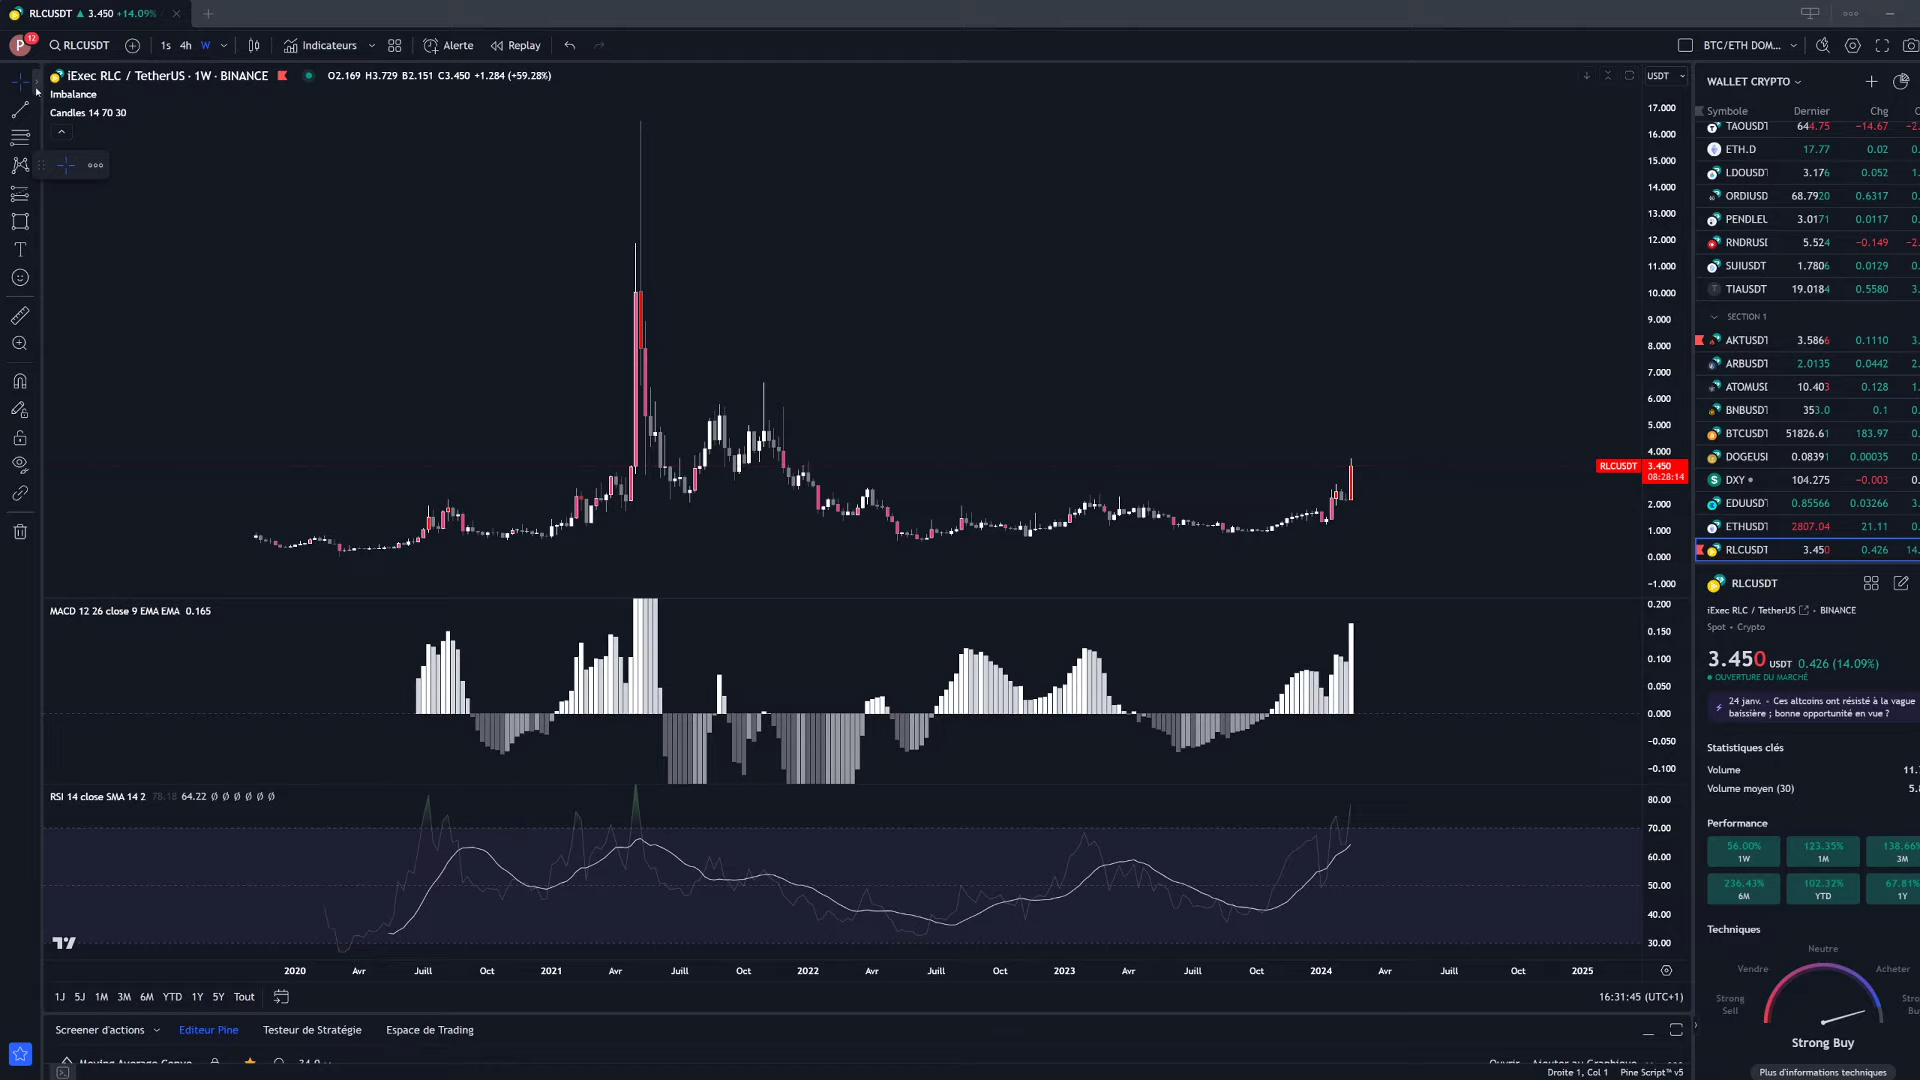 RLCUSDT ▲ 3.450 +14.09%
P 12 RLCUSDT 1s 4h W Indicateurs Alerte Replay BTC/ETH DOM...
iExec RLC / TetherUS · 1W · BINANCE O2.169 H3.729 B2.151 C3.450 +1.284 (+59.28%)
Imbalance
Candles 14 70 30
USDT
17.000
16.000
15.000
14.000
13.000
12.000
11.000
10.000
9.000
8.000
7.000
6.000
5.000
4.000
RLCUSDT 3.450
08:28:14
2.000
1.000
0.000
−1.000
MACD 12 26 close 9 EMA EMA 0.165
0.200
0.150
0.100
0.050
0.000
−0.050
−0.100
RSI 14 close SMA 14 2 78.18 64.22 Ø Ø Ø Ø Ø Ø
80.00
70.00
60.00
50.00
40.00
30.00
2020 Avr Juill Oct 2021 Avr Juill Oct 2022 Avr Juill Oct 2023 Avr Juill Oct 2024 Avr Juill Oct 2025
1J 5J 1M 3M 6M YTD 1Y 5Y Tout
16:31:45 (UTC+1)
Screener d'actions Editeur Pine Testeur de Stratégie Espace de Trading
Droite 1, Col 1 Pine Script™ v5
WALLET CRYPTO
Symbole Dernier Chg
TAOUSDT 644.75 −14.67
ETH.D 17.77 0.02
LDOUSDT 3.176 0.052
ORDIUSD 68.7920 0.6317
PENDLEU 3.0171 0.0117
RNDRUSD 5.524 −0.149
SUIUSDT 1.7806 0.0129
TIAUSDT 19.0184 0.5580
SECTION 1
AKTUSDT 3.5866 0.1110
ARBUSDT 2.0135 0.0442
ATOMUSD 10.403 0.128
BNBUSDT 353.0 0.1
BTCUSDT 51826.61 183.97
DOGEUSD 0.08391 0.00035
DXY 104.275 −0.003
EDUUSDT 0.85566 0.03266
ETHUSDT 2807.04 21.11
RLCUSDT 3.450 0.426 14.
RLCUSDT
iExec RLC / TetherUS • BINANCE
Spot • Crypto
3.450 USDT 0.426 (14.09%)
OUVERTURE DU MARCHÉ
24 janv. - Ces altcoins ont résisté à la vague
baissière ; bonne opportunité en vue ?
Statistiques clés
Volume 11.
Volume moyen (30) 5.
Performance
56.00% 123.35% 138.66%
1W 1M 3M
236.43% 102.32% 67.81%
6M YTD 1Y
Techniques
Neutre
Vendre Acheter
Strong
Sell
Strong Buy
Plus d'informations techniques